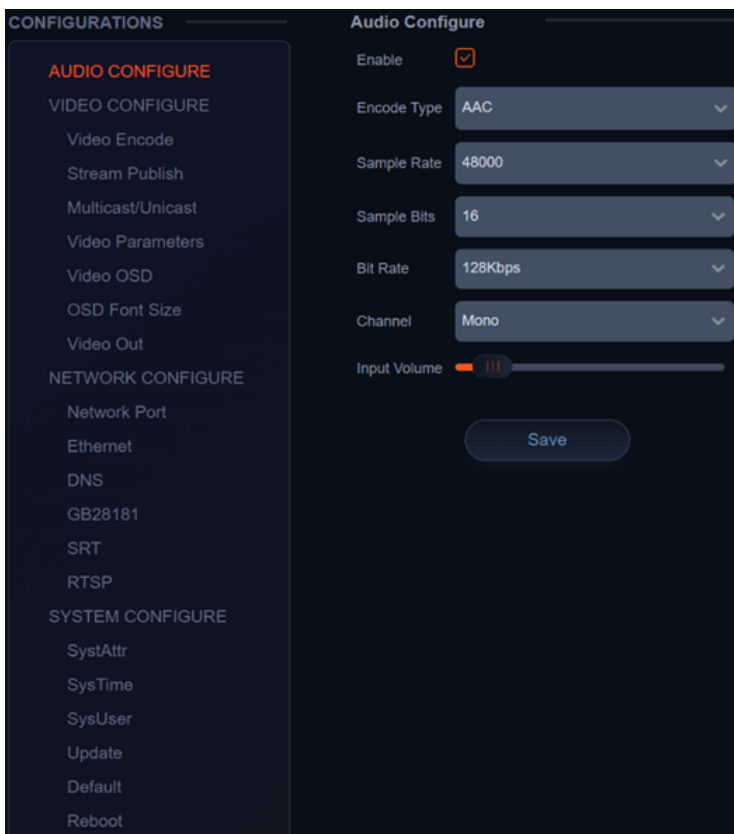 CONFIGURATIONS
AUDIO CONFIGURE
VIDEO CONFIGURE
Video Encode
Stream Publish
Multicast/Unicast
Video Parameters
Video OSD
OSD Font Size
Video Out
NETWORK CONFIGURE
Network Port
Ethernet
DNS
GB28181
SRT
RTSP
SYSTEM CONFIGURE
SystAttr
SysTime
SysUser
Update
Default
Reboot
Audio Configure
Enable
Encode Type AAC
Sample Rate 48000
Sample Bits 16
Bit Rate 128Kbps
Channel Mono
Input Volume
Save